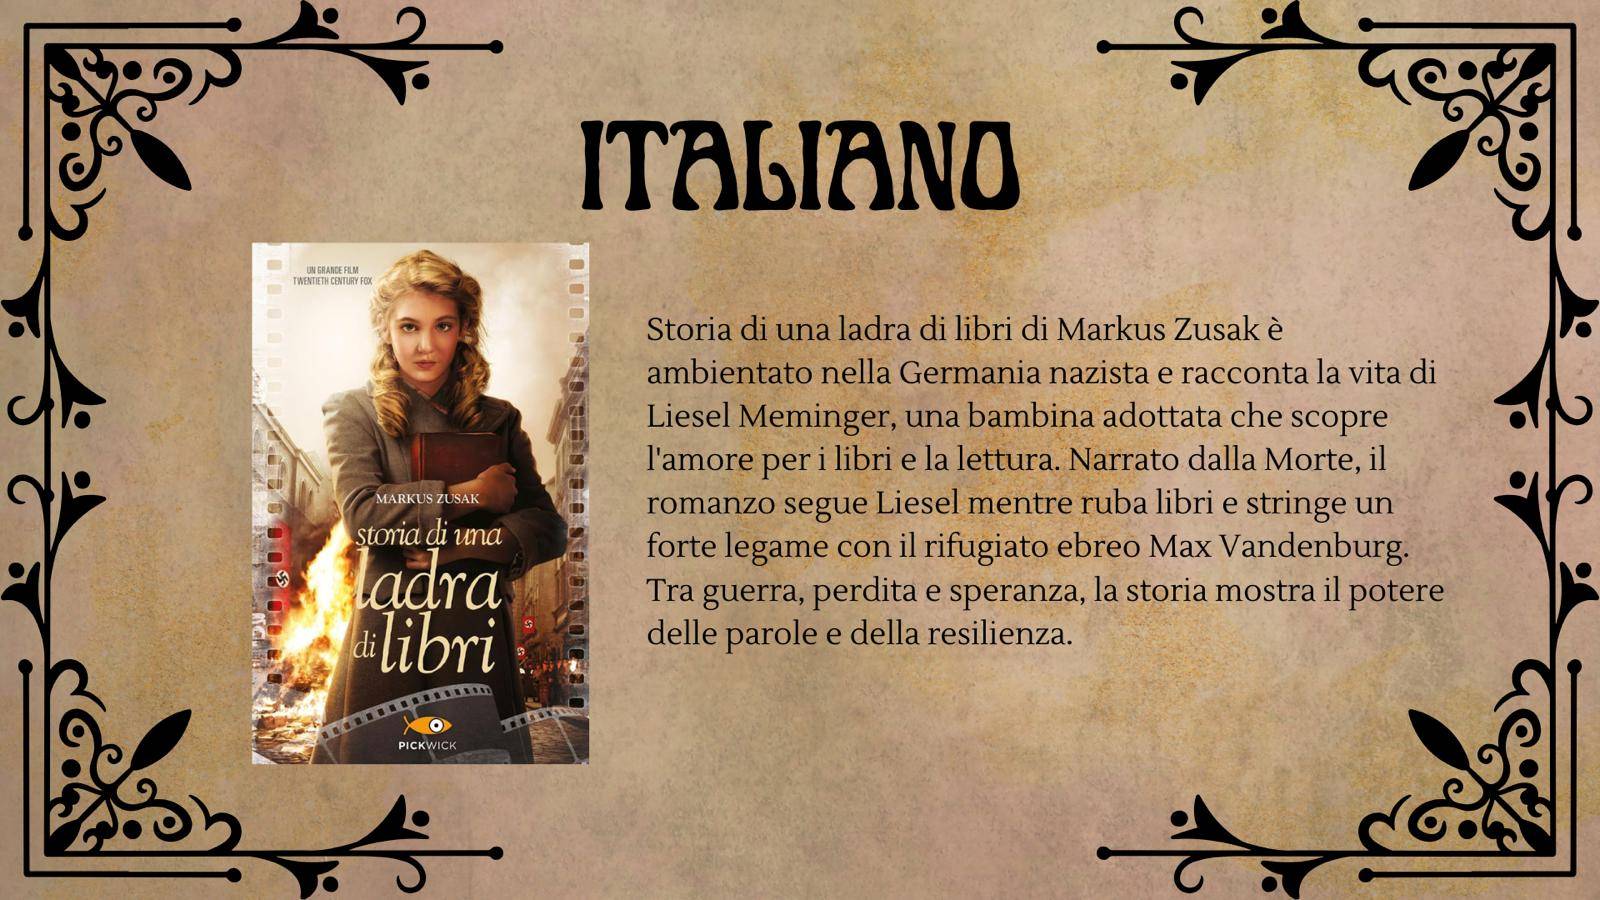 ITALIANO
UN GRANDE FILM
TWENTIETH CENTURY FOX
MARKUS ZUSAK
storia di una
ladra
di libri
PICKWICK
Storia di una ladra di libri di Markus Zusak è
ambientato nella Germania nazista e racconta la vita di
Liesel Meminger, una bambina adottata che scopre
l'amore per i libri e la lettura. Narrato dalla Morte, il
romanzo segue Liesel mentre ruba libri e stringe un
forte legame con il rifugiato ebreo Max Vandenburg.
Tra guerra, perdita e speranza, la storia mostra il potere
delle parole e della resilienza.